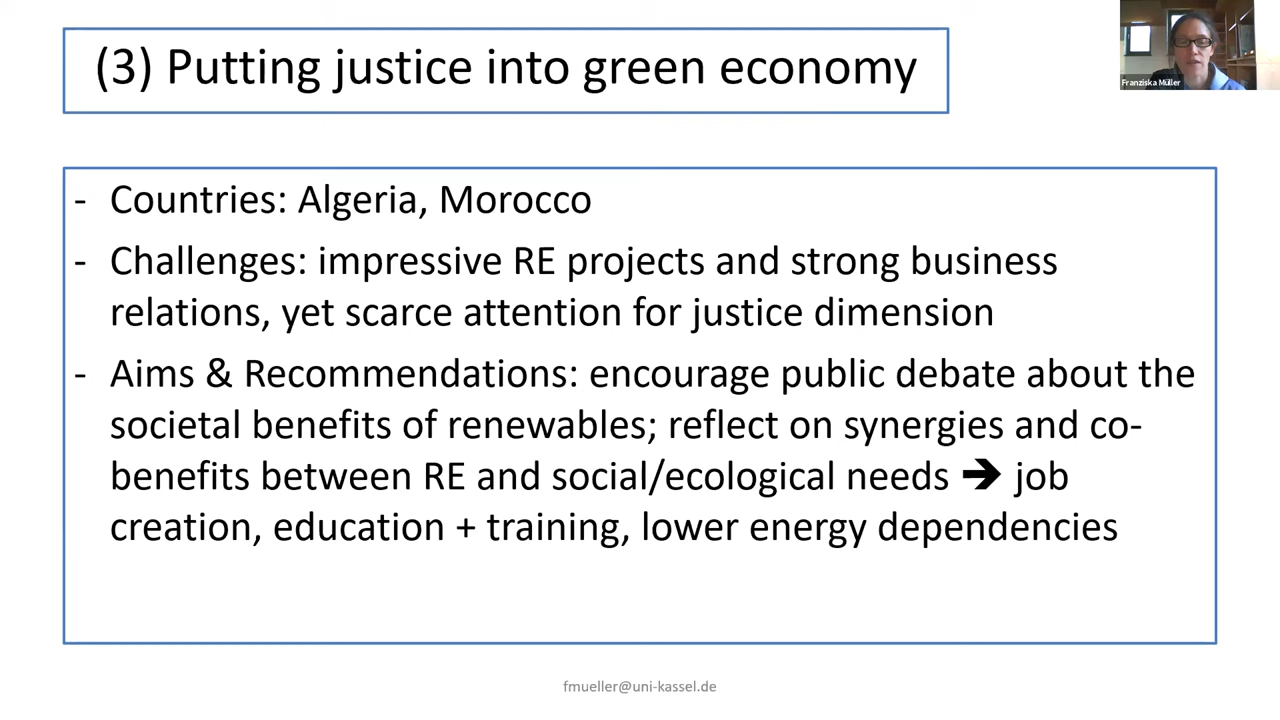 (3) Putting justice into green economy
Franziska Müller
- Countries: Algeria, Morocco
- Challenges: impressive RE projects and strong business
relations, yet scarce attention for justice dimension
- Aims & Recommendations: encourage public debate about the
societal benefits of renewables; reflect on synergies and co-
benefits between RE and social/ecological needs ➔ job
creation, education + training, lower energy dependencies
fmueller@uni-kassel.de